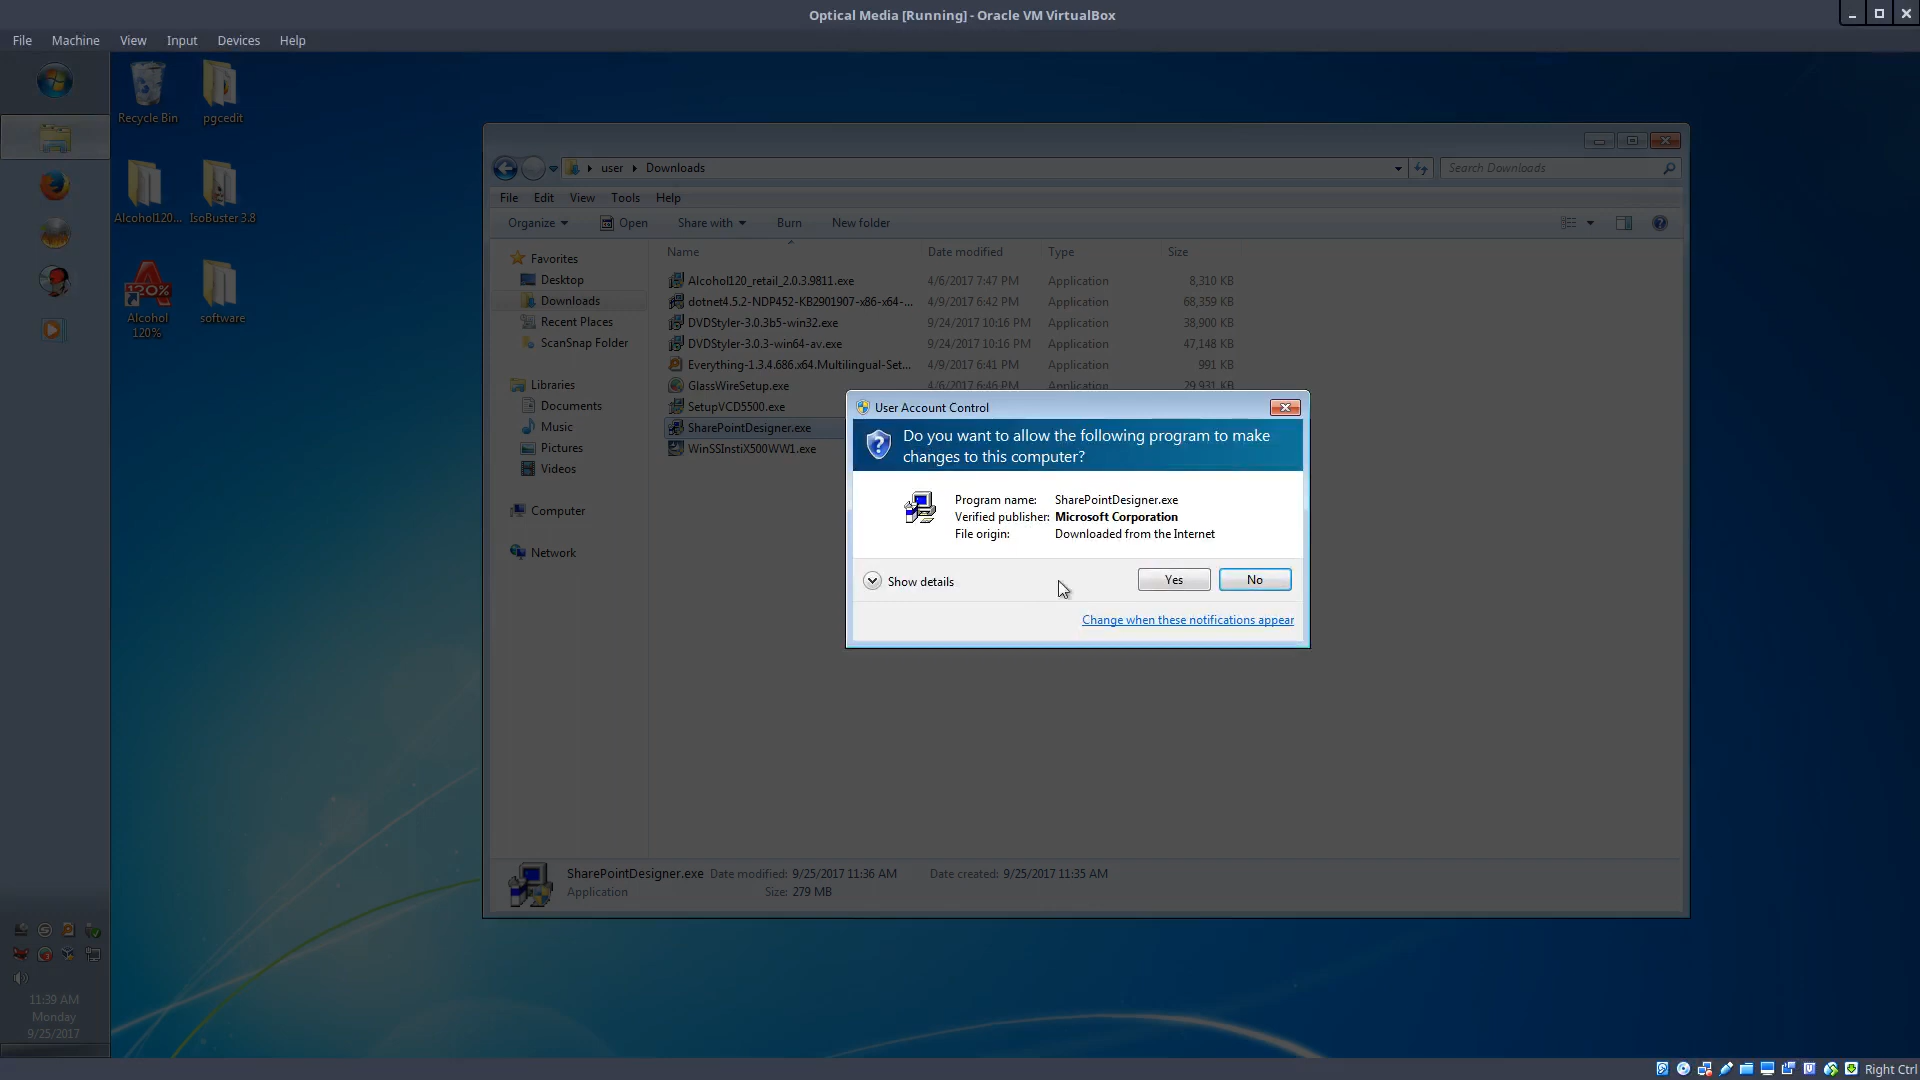 Optical Media [Running] - Oracle VM VirtualBox
File Machine View Input Devices Help
Recycle Bin
pgcedit
Alcohol120...
IsoBuster 3.8
Alcohol
120%
software
user Downloads
Search Downloads
File Edit View Tools Help
Organize Open Share with Burn New folder
Name Date modified Type Size
Favorites
Desktop
Downloads
Recent Places
ScanSnap Folder
Libraries
Documents
Music
Pictures
Videos
Computer
Network
Alcohol120_retail_2.0.3.9811.exe 4/6/2017 7:47 PM Application 8,310 KB
dotnet4.5.2-NDP452-KB2901907-x86-x64-... 4/9/2017 6:42 PM Application 68,359 KB
DVDStyler-3.0.3b5-win32.exe 9/24/2017 10:16 PM Application 38,900 KB
DVDStyler-3.0.3-win64-av.exe 9/24/2017 10:16 PM Application 47,148 KB
Everything-1.3.4.686.x64.Multilingual-Set... 4/9/2017 6:41 PM Application 991 KB
GlassWireSetup.exe 4/6/2017 6:46 PM Application 29,931 KB
SetupVCD5500.exe
SharePointDesigner.exe
WinSSInstiX500WW1.exe
User Account Control
Do you want to allow the following program to make
changes to this computer?
Program name: SharePointDesigner.exe
Verified publisher: Microsoft Corporation
File origin: Downloaded from the Internet
Show details Yes No
Change when these notifications appear
SharePointDesigner.exe Date modified: 9/25/2017 11:36 AM Date created: 9/25/2017 11:35 AM
Application Size: 279 MB
11:39 AM
Monday
9/25/2017
Right Ctrl